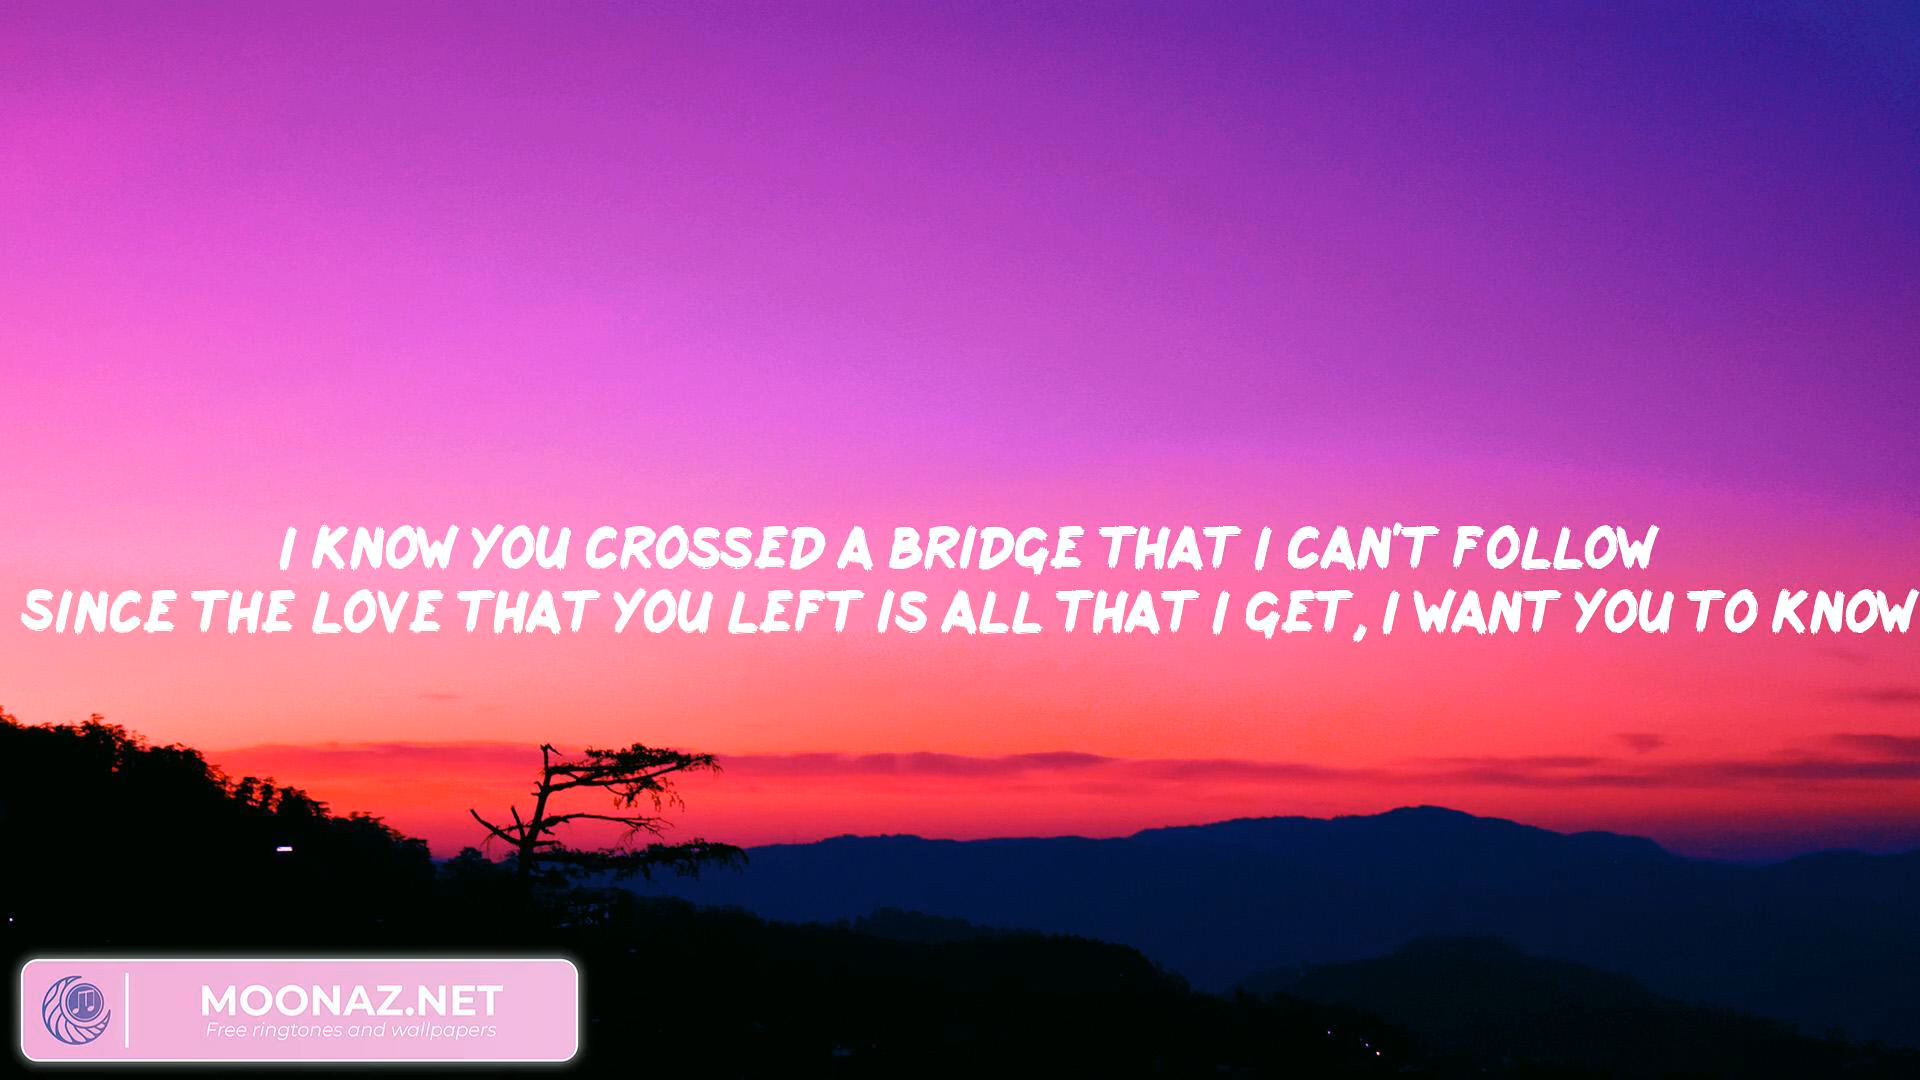 I KNOW YOU CROSSED A BRIDGE THAT I CAN'T FOLLOW
SINCE THE LOVE THAT YOU LEFT IS ALL THAT I GET, I WANT YOU TO KNOW
MOONAZ.NET
Free ringtones and wallpapers